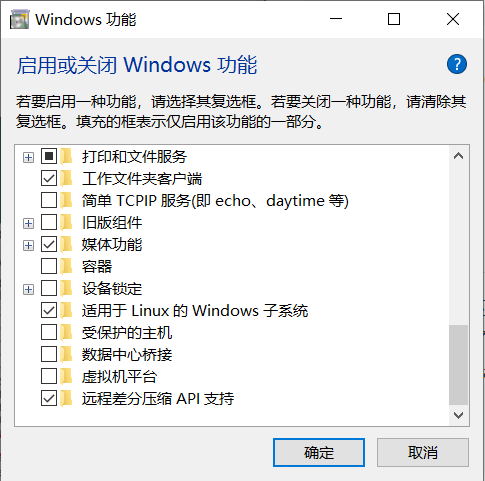 Windows 功能
启用或关闭 Windows 功能
?
若要启用一种功能，请选择其复选框。若要关闭一种功能，请清除其
复选框。填充的框表示仅启用该功能的一部分。
打印和文件服务
工作文件夹客户端
简单 TCPIP 服务(即 echo、daytime 等)
旧版组件
媒体功能
容器
设备锁定
适用于 Linux 的 Windows 子系统
受保护的主机
数据中心桥接
虚拟机平台
远程差分压缩 API 支持
确定
取消